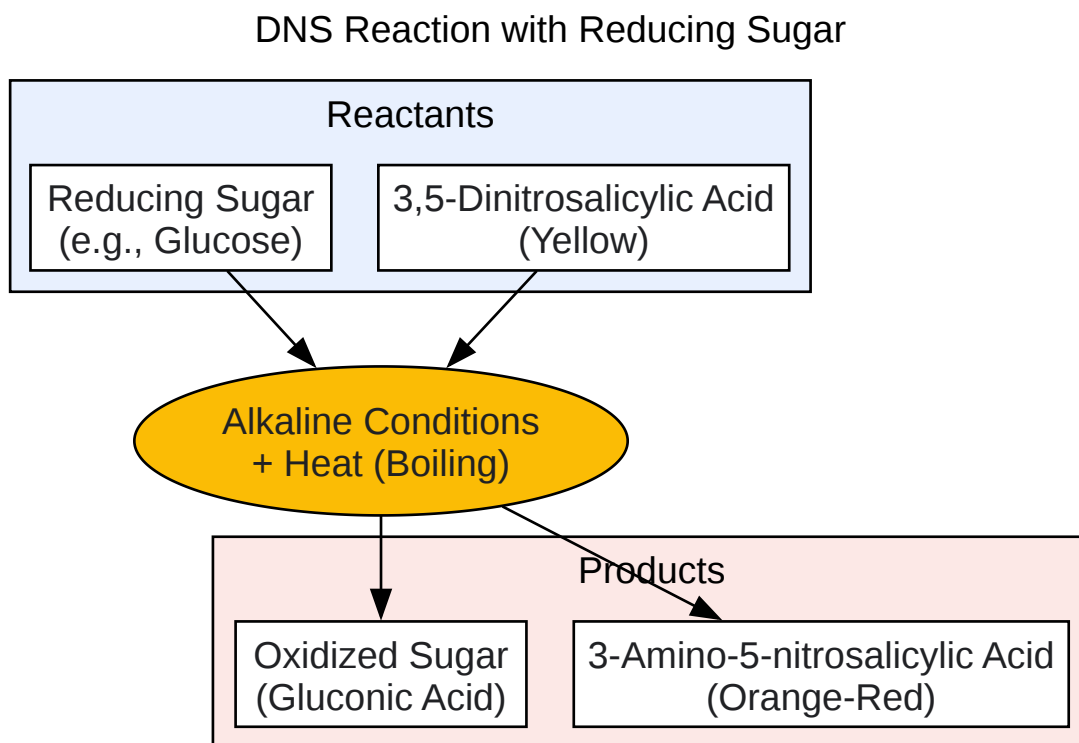 DNS Reaction with Reducing Sugar
Reactants
Reducing Sugar
(e.g., Glucose)
3,5-Dinitrosalicylic Acid
(Yellow)
Alkaline Conditions
+ Heat (Boiling)
Products
Oxidized Sugar
(Gluconic Acid)
3-Amino-5-nitrosalicylic Acid
(Orange-Red)